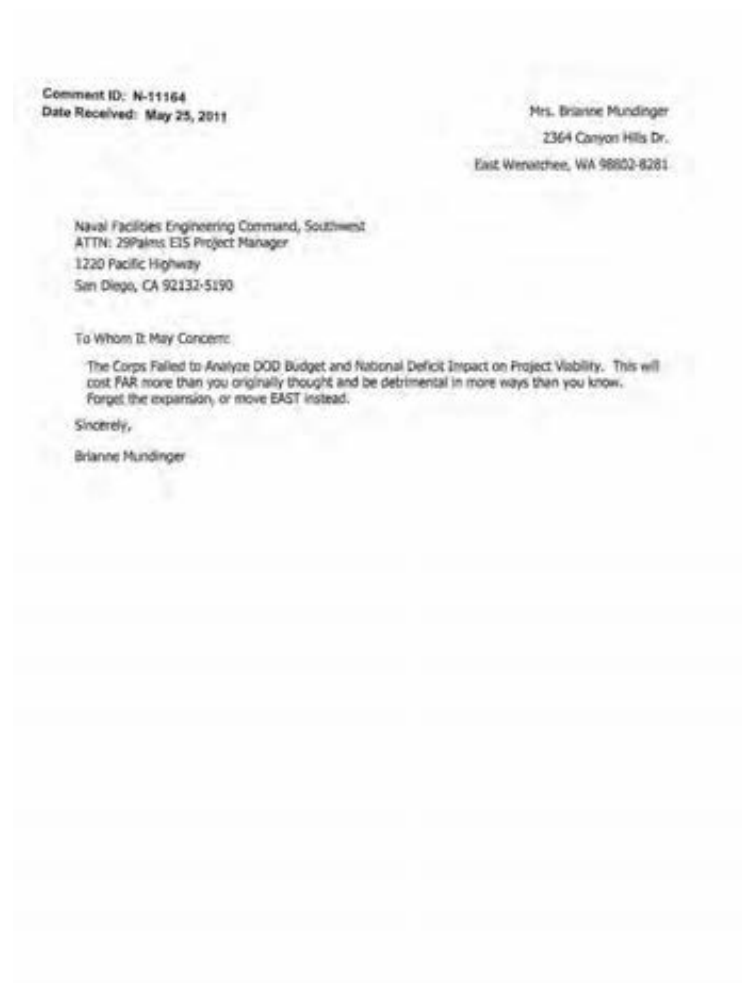 Comment ID: N-11164
Date Received: May 25, 2011
Mrs. Brianne Mundinger
2364 Canyon Hills Dr.
East Wenatchee, WA 98802-8281
Naval Facilities Engineering Command, Southwest
ATTN: 29Palms EIS Project Manager
1220 Pacific Highway
San Diego, CA 92132-5190
To Whom It May Concern:
The Corps Failed to Analyze DOD Budget and National Deficit Impact on Project Viability. This will
cost FAR more than you originally thought and be detrimental in more ways than you know.
Forget the expansion, or move EAST instead.
Sincerely,
Brianne Mundinger